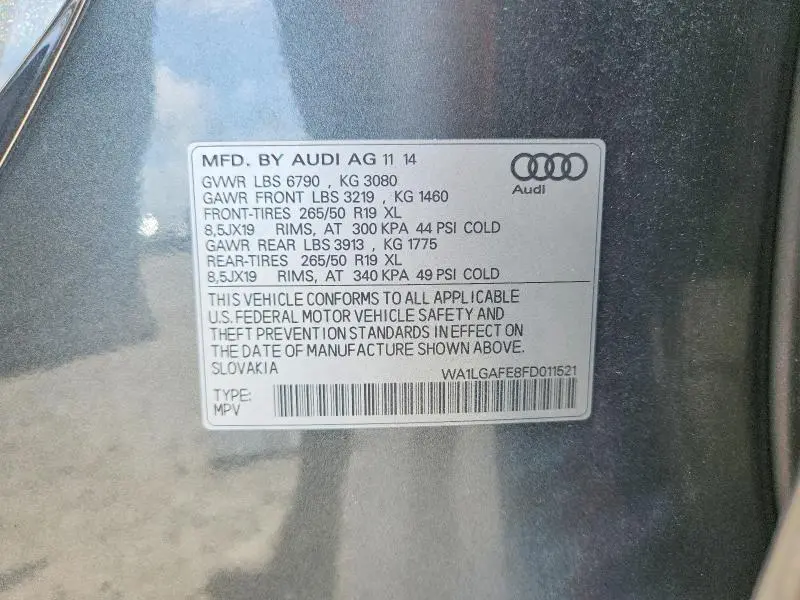 MFD. BY AUDI AG 11 14
Audi
GVWR LBS 6790 , KG 3080
GAWR FRONT LBS 3219 , KG 1460
FRONT-TIRES 265/50 R19 XL
8,5JX19 RIMS, AT 300 KPA 44 PSI COLD
GAWR REAR LBS 3913 , KG 1775
REAR-TIRES 265/50 R19 XL
8,5JX19 RIMS, AT 340 KPA 49 PSI COLD
THIS VEHICLE CONFORMS TO ALL APPLICABLE
U.S. FEDERAL MOTOR VEHICLE SAFETY AND
THEFT PREVENTION STANDARDS IN EFFECT ON
THE DATE OF MANUFACTURE SHOWN ABOVE.
SLOVAKIA WA1LGAFE8FD011521
TYPE:
MPV